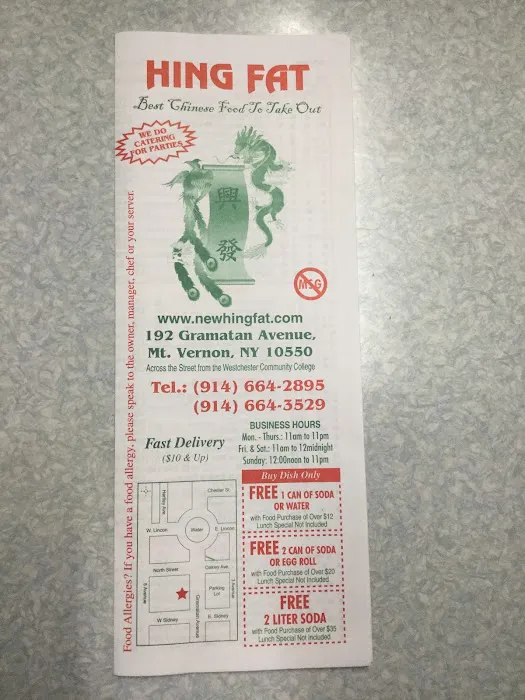 HING FAT
Best Chinese Food To Take Out
WE DO
CATERING
FOR PARTIES
興
發
MSG
www.newhingfat.com
192 Gramatan Avenue,
Mt. Vernon, NY 10550
Across the Street from the Westchester Community College
Tel.: (914) 664-2895
(914) 664-3529
Fast Delivery
($10 & Up)
BUSINESS HOURS
Mon. - Thurs.: 11am to 11pm
Fri. & Sat.: 11am to 12midnight
Sunday: 12:00noon to 11pm
Food Allergies? If you have a food allergy, please speak to the owner, manager, chef or your server.
Chester St.
W. Lincoln
Water
E. Lincoln
North Street
Oakley Ave.
Parking
Lot
Gramatan Avenue
W. Sidney
E. Sidney
Buy Dish Only
FREE 1 CAN OF SODA
OR WATER
with Food Purchase of Over $12
Lunch Special Not Included
FREE 2 CAN OF SODA
OR EGG ROLL
with Food Purchase of Over $20
Lunch Special Not Included
FREE
2 LITER SODA
with Food Purchase of Over $35
Lunch Special Not Included